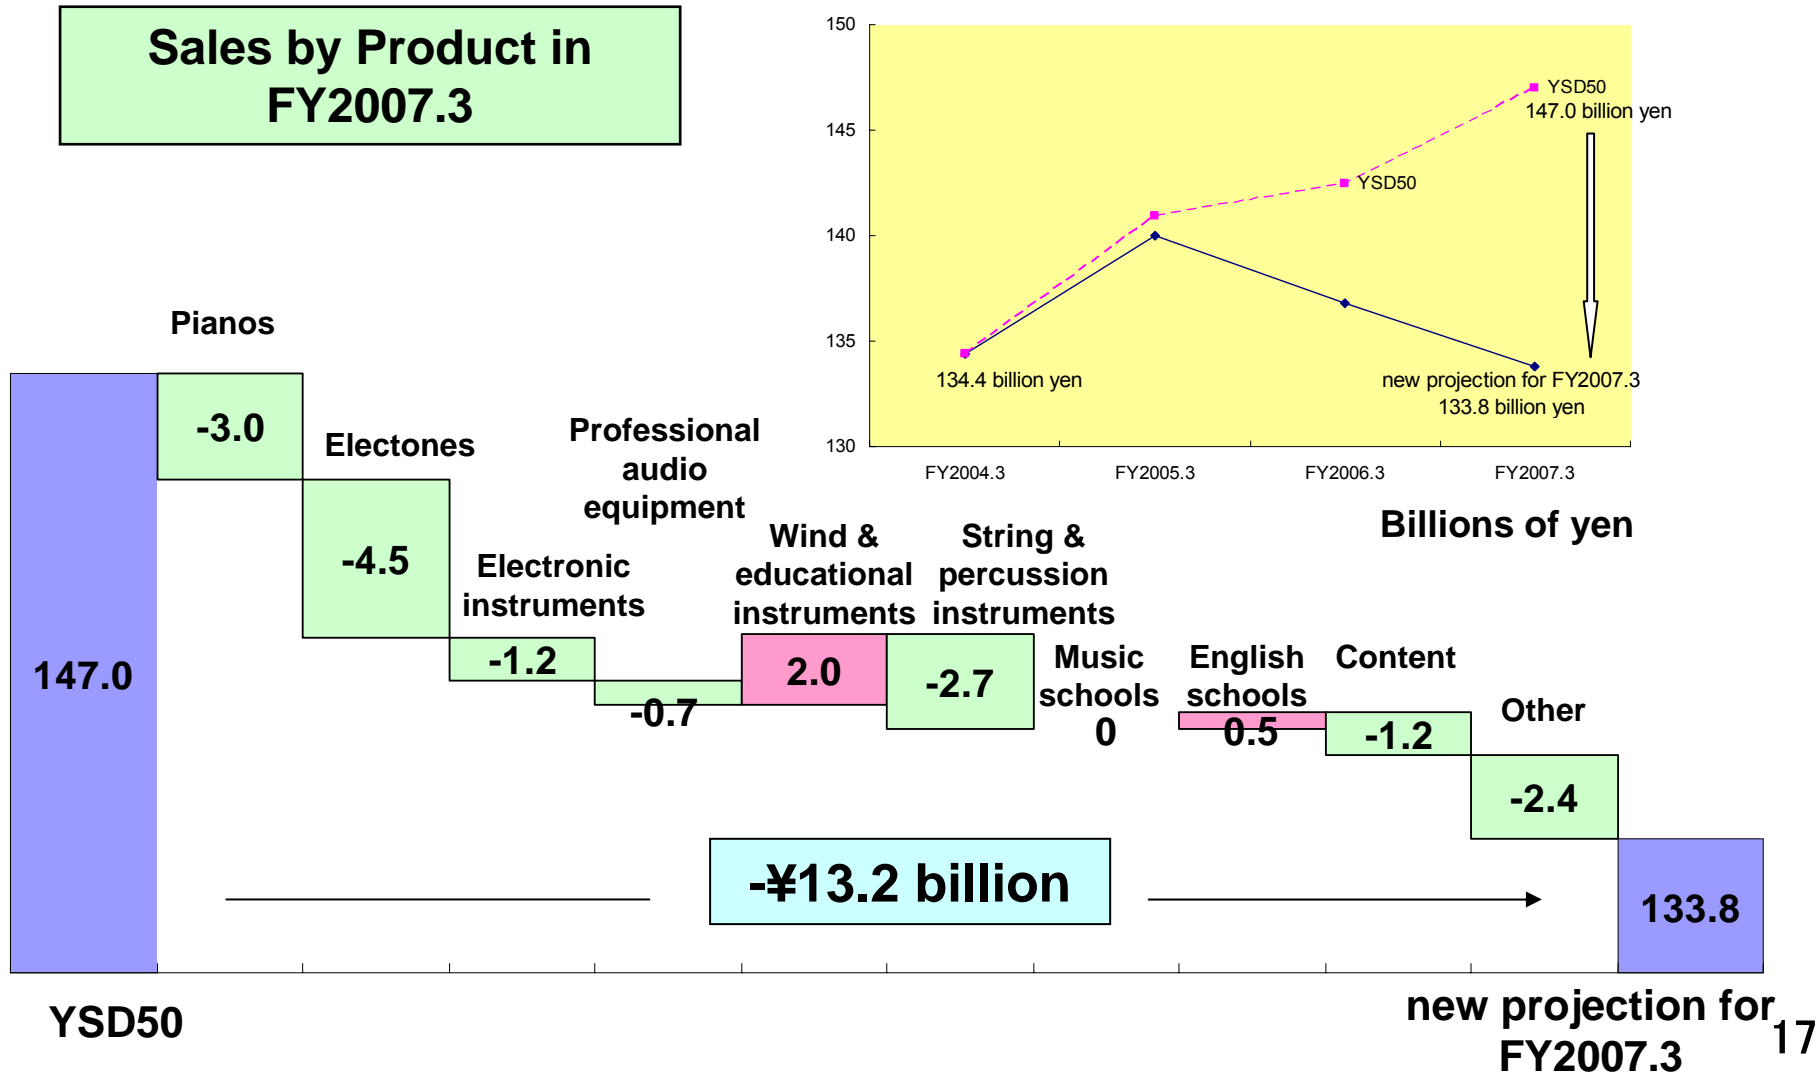 Sales by Product in
FY2007.3
150
145
140
135
130
YSD50
147.0 billion yen
YSD50
134.4 billion yen
new projection for FY2007.3
133.8 billion yen
FY2004.3
FY2005.3
FY2006.3
FY2007.3
Billions of yen
Pianos
-3.0
Electones
-4.5
Electronic
instruments
-1.2
Professional
audio
equipment
-0.7
Wind &
educational
instruments
2.0
String &
percussion
instruments
-2.7
Music
schools
0
English
schools
0.5
Content
-1.2
Other
-2.4
147.0
-¥13.2 billion
133.8
YSD50
new projection for
FY2007.3
17